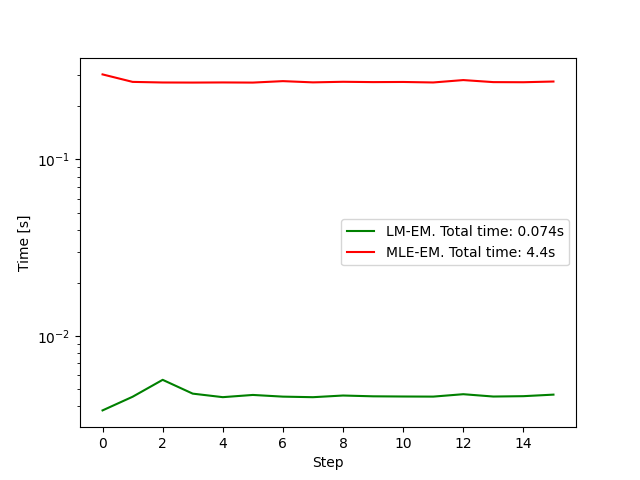 Time [s]
10⁻¹
10⁻²
LM-EM. Total time: 0.074s
MLE-EM. Total time: 4.4s
0 2 4 6 8 10 12 14
Step